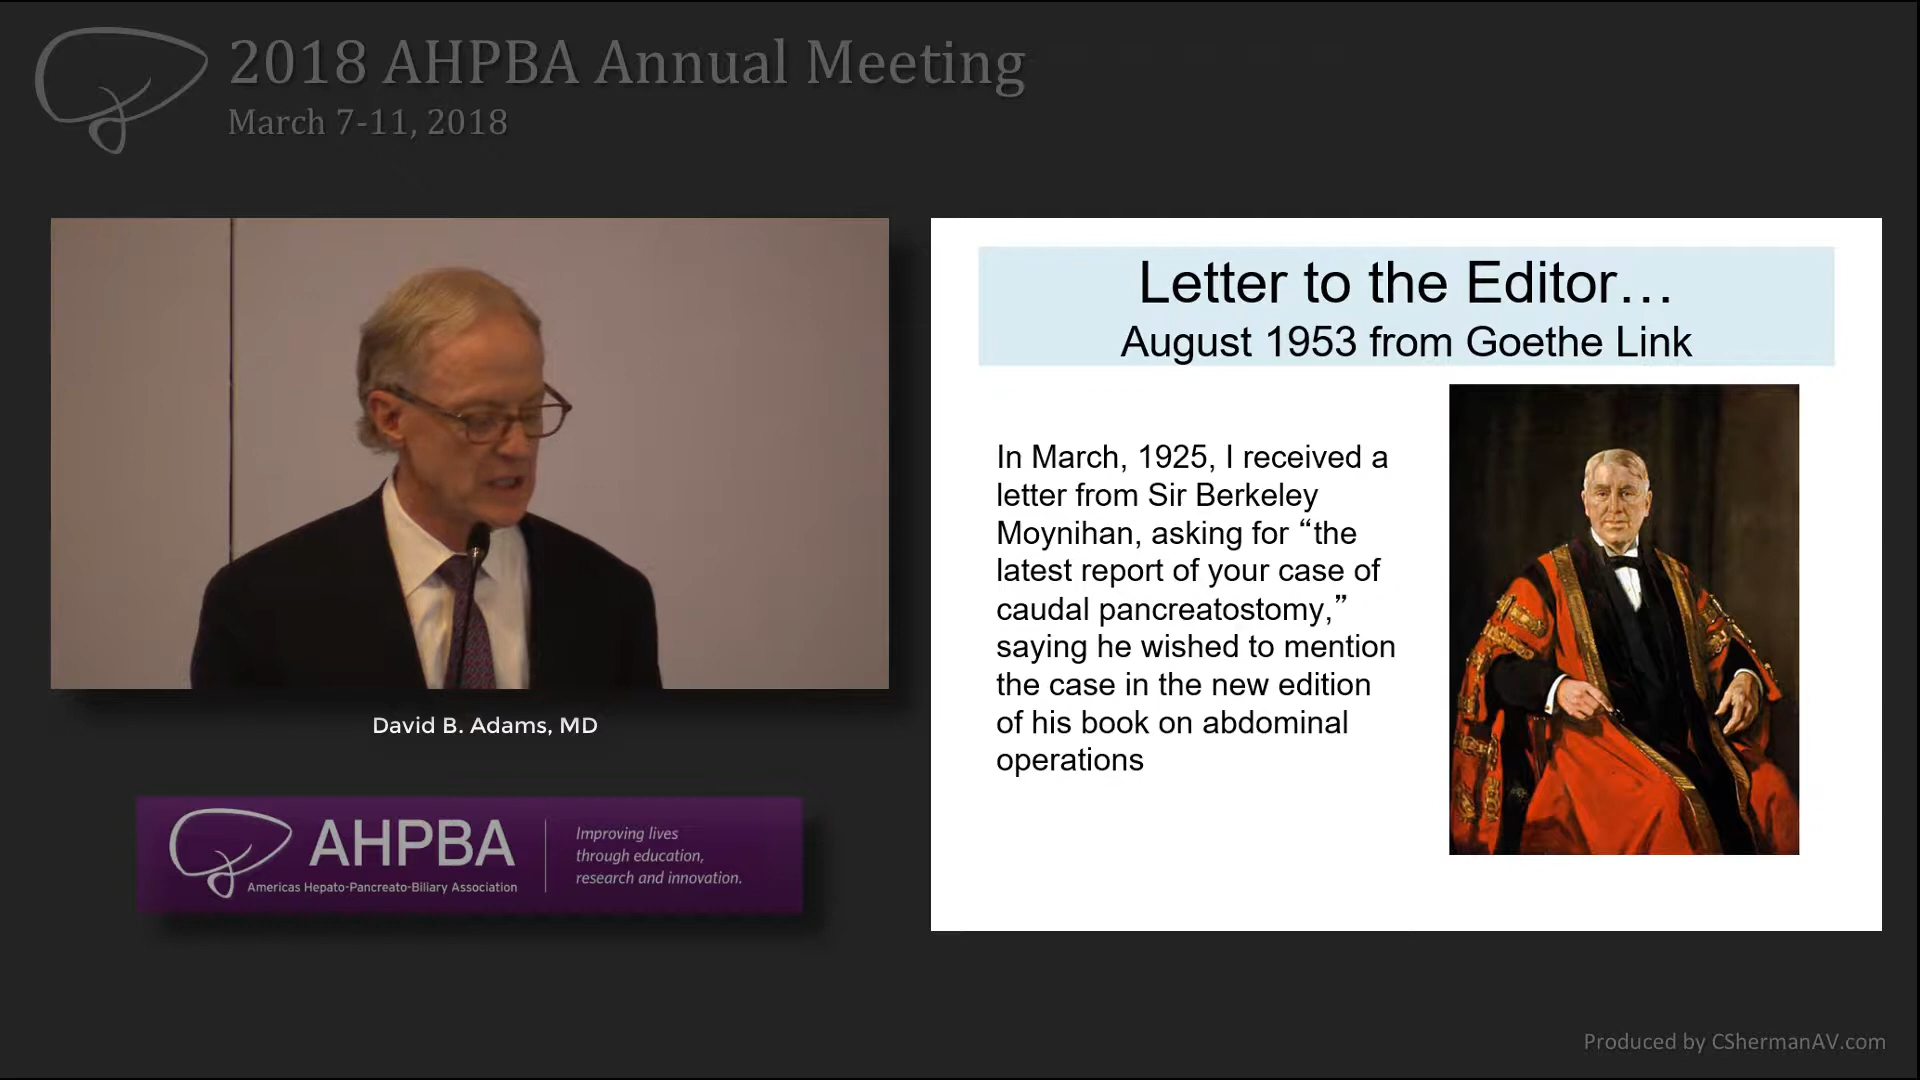 2018 AHPBA Annual Meeting
March 7-11, 2018
Letter to the Editor…
August 1953 from Goethe Link
In March, 1925, I received a
letter from Sir Berkeley
Moynihan, asking for “the
latest report of your case of
caudal pancreatostomy,”
saying he wished to mention
the case in the new edition
of his book on abdominal
operations
David B. Adams, MD
AHPBA
Americas Hepato-Pancreato-Biliary Association
Improving lives
through education,
research and innovation.
Produced by CShermanAV.com